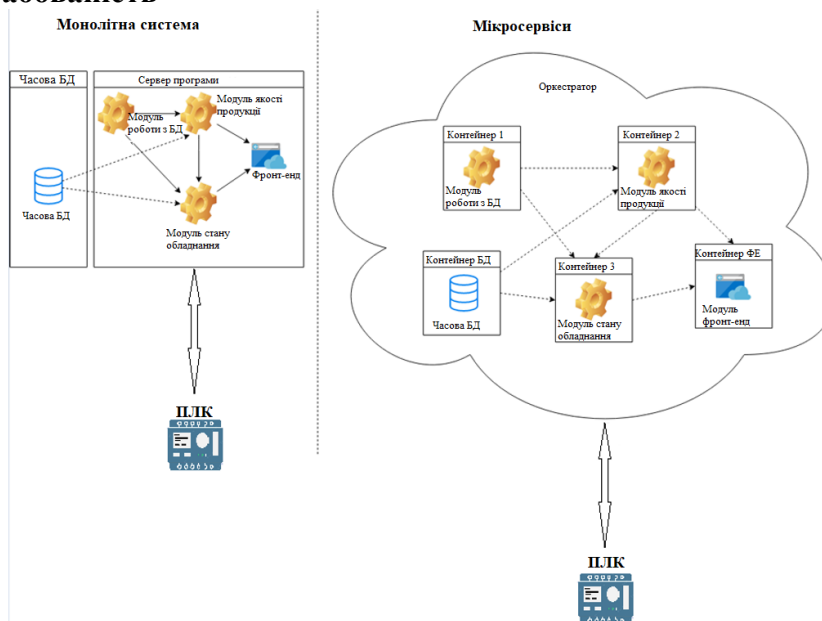 Монолітна система
Мікросервіси
Часова БД
Сервер програми
Модуль якості
продукції
Модуль
роботи з БД
Фронт-енд
Часова БД
Модуль стану
обладнання
ПЛК
Оркестратор
Контейнер 1
Модуль
роботи з БД
Контейнер 2
Модуль якості
продукції
Контейнер БД
Часова БД
Контейнер 3
Модуль стану
обладнання
Контейнер ФЕ
Модуль
фронт-енд
ПЛК